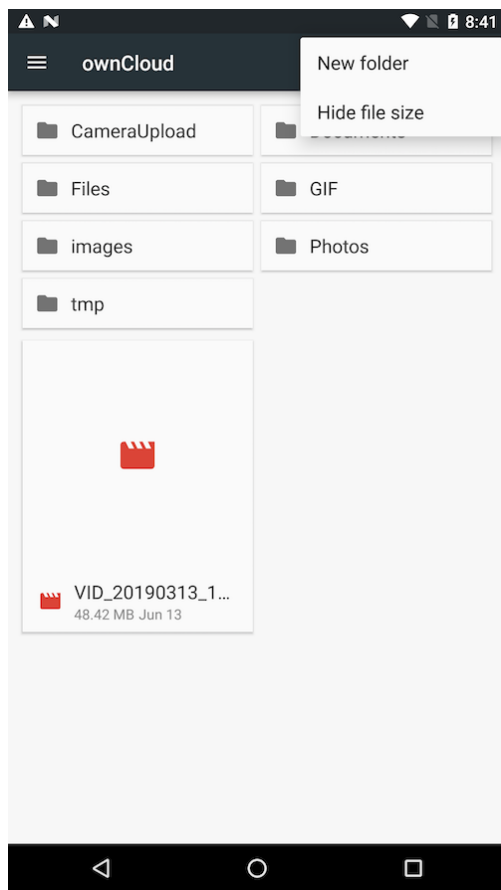 8:41
ownCloud
New folder
Hide file size
CameraUpload
Files
GIF
images
Photos
tmp
VID_20190313_1...
48.42 MB Jun 13